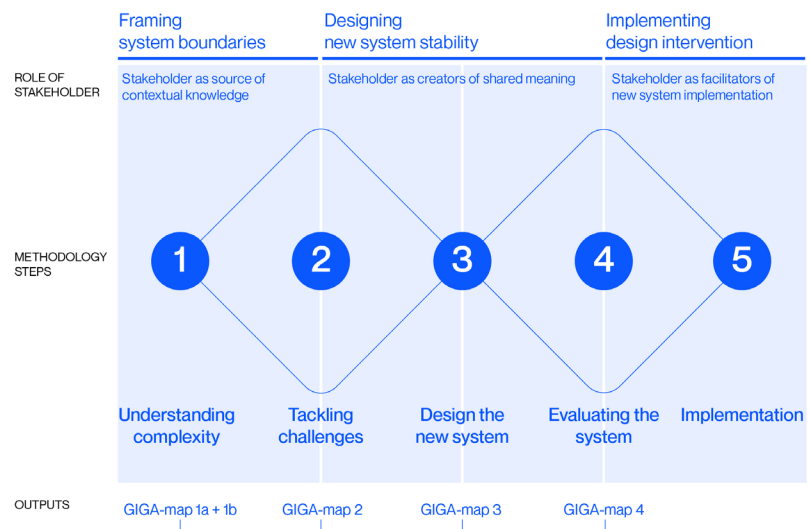 Framing
system boundaries
Designing
new system stability
Implementing
design intervention
ROLE OF
STAKEHOLDER
Stakeholder as source of
contextual knowledge
Stakeholder as creators of shared meaning
Stakeholder as facilitators of
new system implementation
METHODOLOGY
STEPS
1
2
3
4
5
Understanding
complexity
Tackling
challenges
Design the
new system
Evaluating the
system
Implementation
OUTPUTS
GIGA-map 1a + 1b
GIGA-map 2
GIGA-map 3
GIGA-map 4